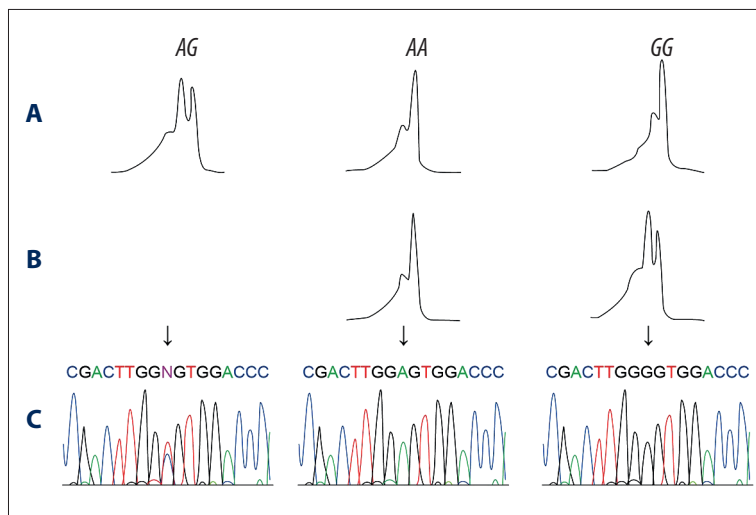 AG AA GG
A
B
↓ ↓ ↓
CGACTTGGNGTGGACCC CGACTTGGAGTGGACCC CGACTTGGGGTGGACCC
C